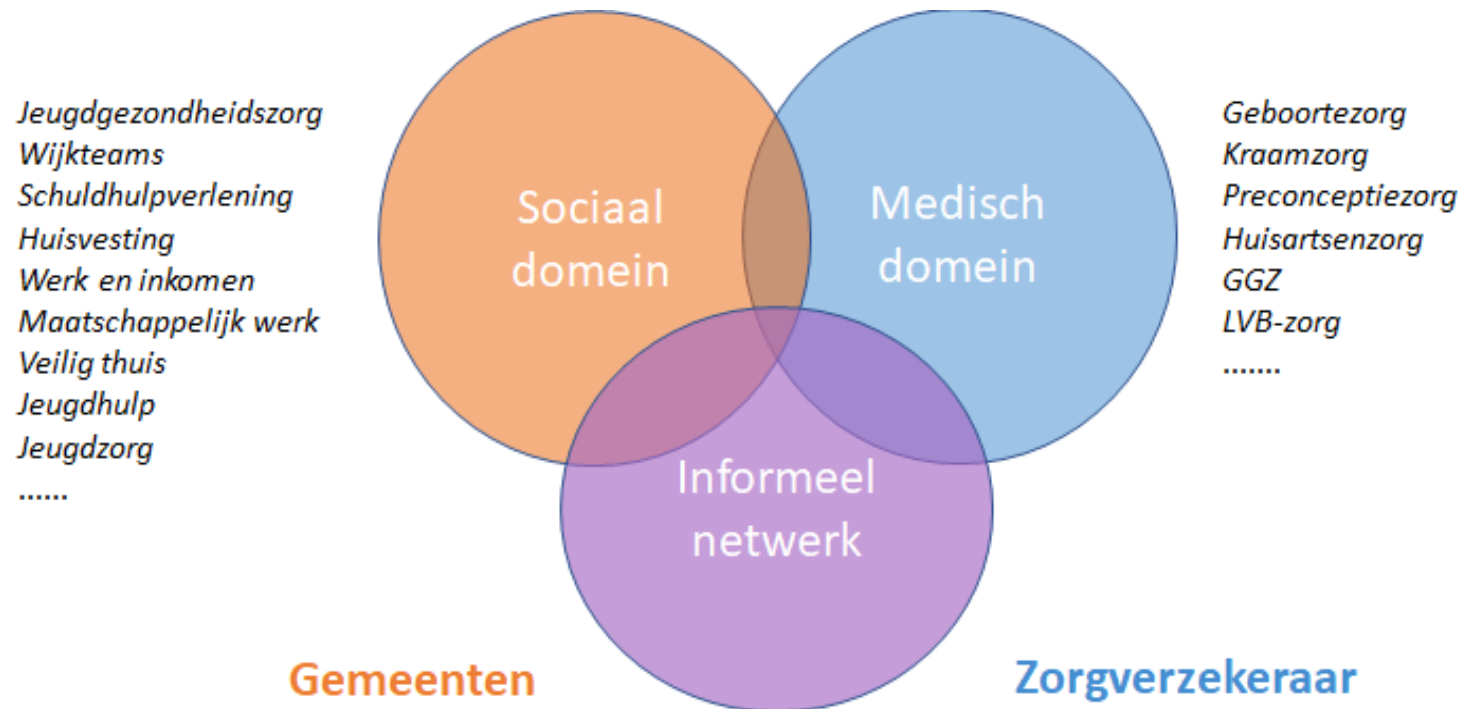 Jeugdgezondheidszorg
Wijkteams
Schuldhulpverlening
Huisvesting
Werk en inkomen
Maatschappelijk werk
Veilig thuis
Jeugdhulp
Jeugdzorg
......
Sociaal
domein
Medisch
domein
Informeel
netwerk
Geboortezorg
Kraamzorg
Preconceptiezorg
Huisartsenzorg
GGZ
LVB-zorg
.......
Gemeenten
Zorgverzekeraar